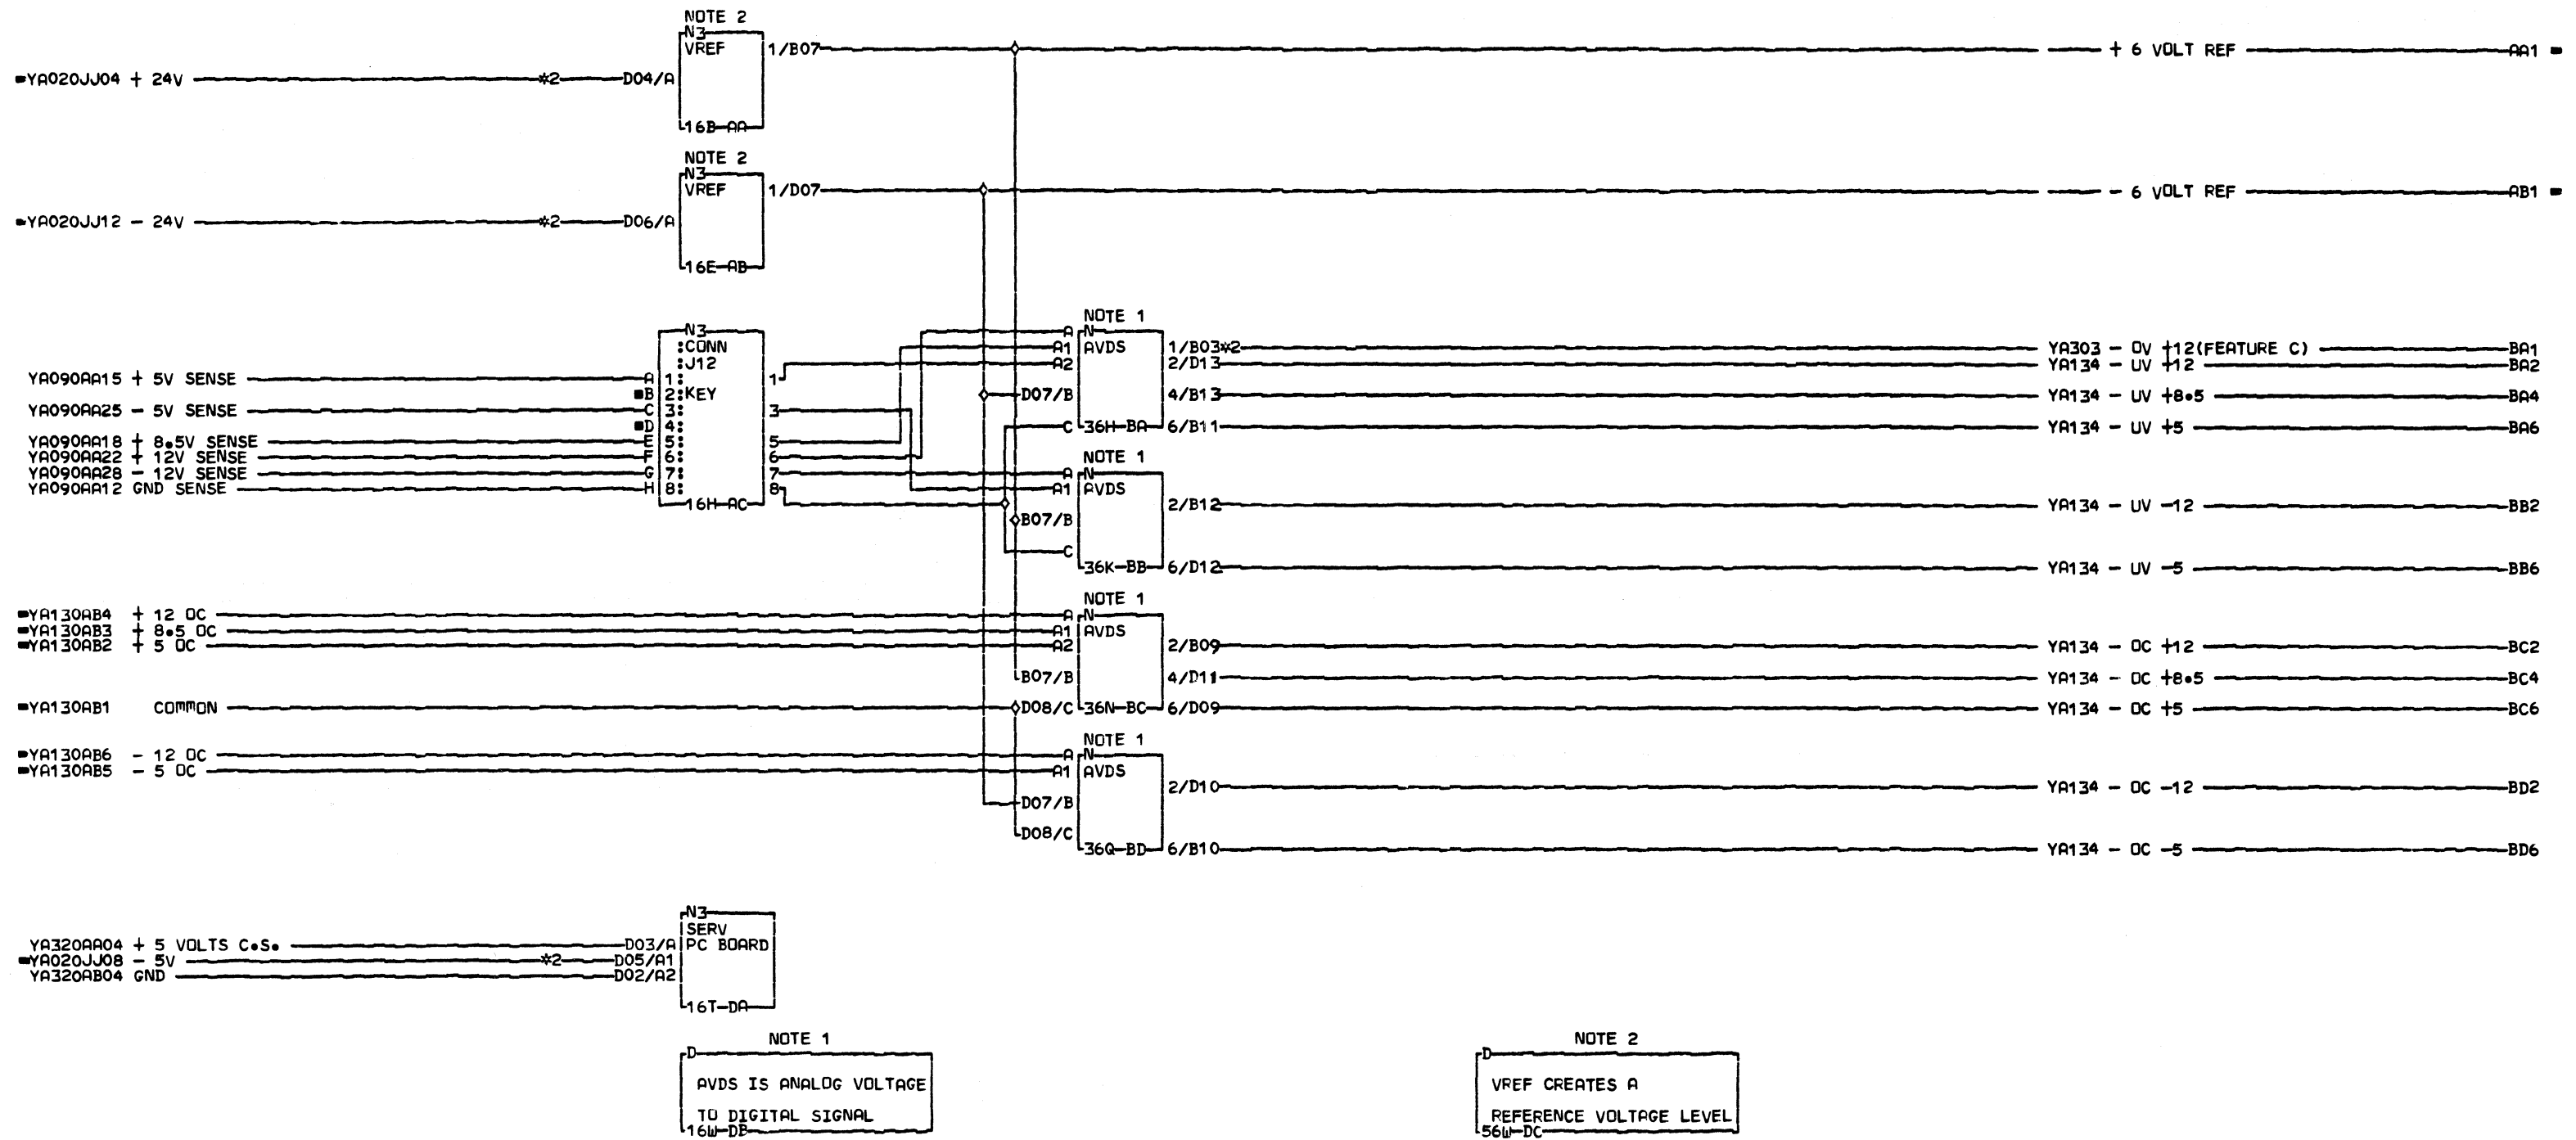 NOTE 2
N3
VREF
1/B07
+ 6 VOLT REF
AA1
YA020JJ04 + 24V
*2
D04/A
16B-AA
NOTE 2
N3
VREF
1/D07
- 6 VOLT REF
AB1
YA020JJ12 - 24V
*2
D06/A
16E-AB
N3
CONN
J12
KEY
YA090AA15 + 5V SENSE
A 1:
1
B 2:
YA090AA25 - 5V SENSE
C 3:
3
D 4:
YA090AA18 + 8.5V SENSE
E 5:
5
YA090AA22 + 12V SENSE
F 6:
6
YA090AA28 - 12V SENSE
G 7:
7
YA090AA12 GND SENSE
H 8:
8
16H-AC
NOTE 1
A N
A1 AVDS
A2
D07/B
C 36H-BA
1/B03*2
YA303 - OV +12(FEATURE C)
BA1
2/D13
YA134 - UV +12
BA2
4/B13
YA134 - UV +8.5
BA4
6/B11
YA134 - UV +5
BA6
NOTE 1
A N
A1 AVDS
B07/B
C
36K-BB
2/B12
YA134 - UV -12
BB2
6/D12
YA134 - UV -5
BB6
YA130AB4 + 12 OC
YA130AB3 + 8.5 OC
YA130AB2 + 5 OC
YA130AB1 COMMON
NOTE 1
A N
A1 AVDS
A2
B07/B
D08/C 36N-BC
2/B09
YA134 - OC +12
BC2
4/D11
YA134 - OC +8.5
BC4
6/D09
YA134 - OC +5
BC6
YA130AB6 - 12 OC
YA130AB5 - 5 OC
NOTE 1
A N
A1 AVDS
D07/B
D08/C
36Q-BD
2/D10
YA134 - OC -12
BD2
6/B10
YA134 - OC -5
BD6
N3
SERV
PC BOARD
YA320AA04 + 5 VOLTS C.S.
D03/A
YA020JJ08 - 5V
*2
D05/A1
YA320AB04 GND
D02/A2
16T-DA
NOTE 1
D
AVDS IS ANALOG VOLTAGE
TO DIGITAL SIGNAL
16W-DB
NOTE 2
D
VREF CREATES A
REFERENCE VOLTAGE LEVEL
56W-DC